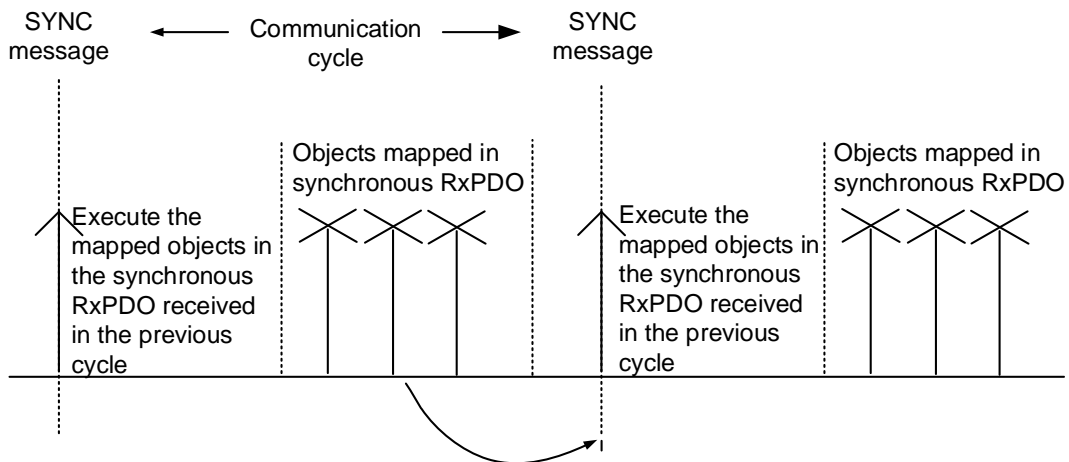 SYNC
message
Communication
cycle
SYNC
message
Objects mapped in
synchronous RxPDO
Objects mapped in
synchronous RxPDO
Execute the
mapped objects in
the synchronous
RxPDO received
in the previous
cycle
Execute the
mapped objects in
the synchronous
RxPDO received
in the previous
cycle